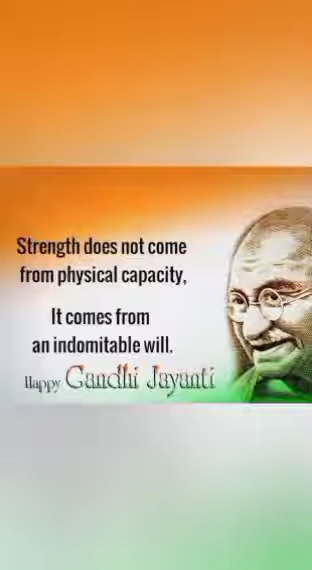 Strength does not come
from physical capacity,
It comes from
an indomitable will.
Happy Gandhi Jayanti